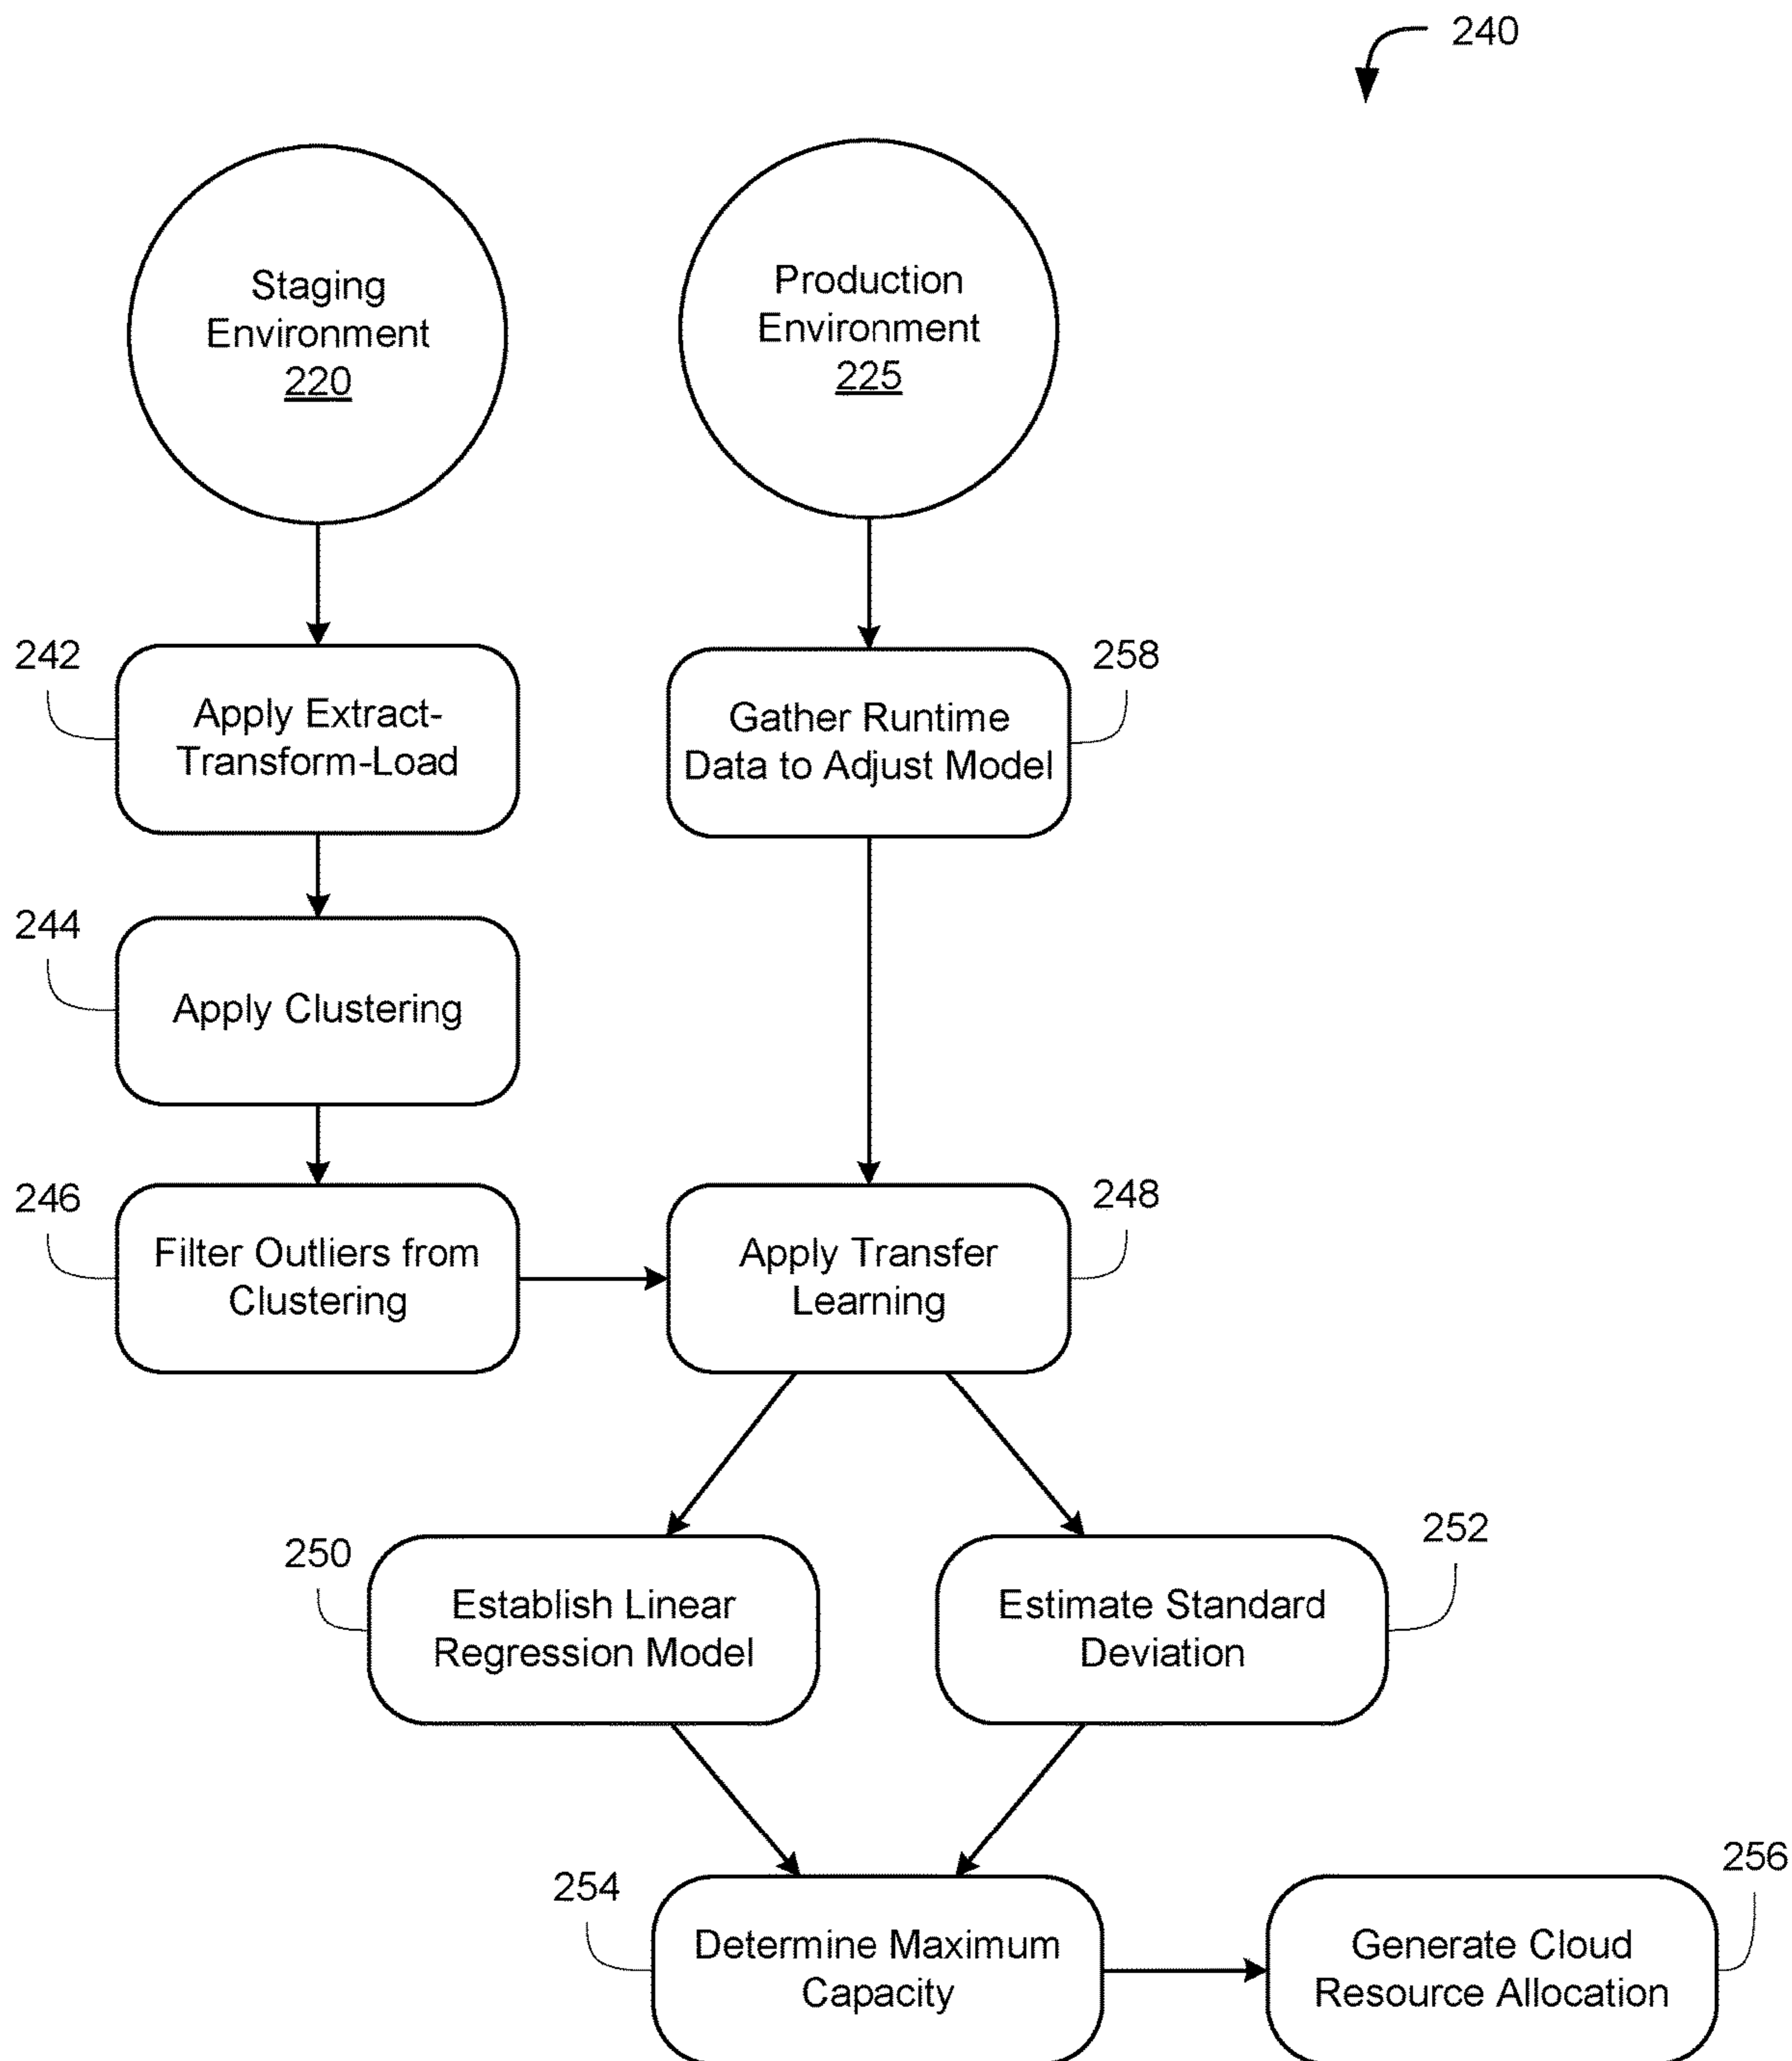 240
Staging
Environment
220
Production
Environment
225
242
Apply Extract-
Transform-Load
258
Gather Runtime
Data to Adjust Model
244
Apply Clustering
246
Filter Outliers from
Clustering
248
Apply Transfer
Learning
250
Establish Linear
Regression Model
252
Estimate Standard
Deviation
254
Determine Maximum
Capacity
256
Generate Cloud
Resource Allocation